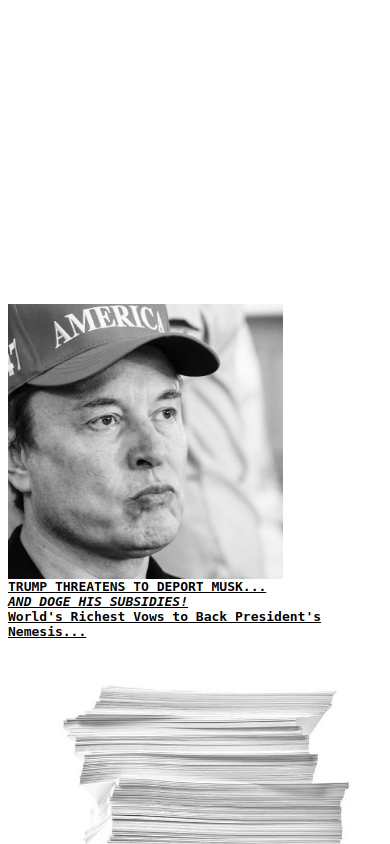 AMERICA
47
TRUMP THREATENS TO DEPORT MUSK...
AND DOGE HIS SUBSIDIES!
World's Richest Vows to Back President's
Nemesis...